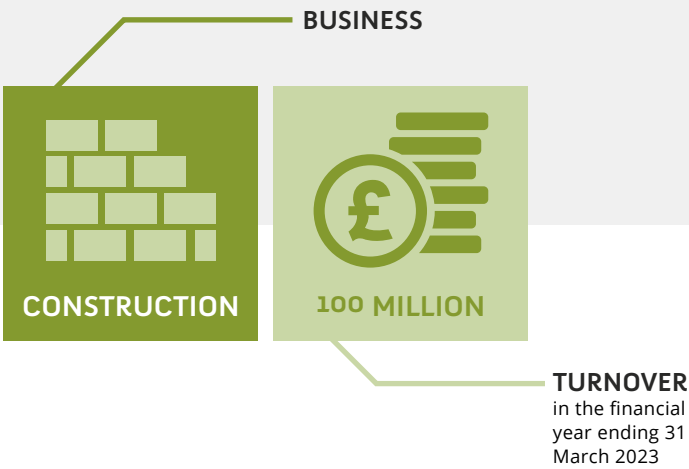 BUSINESS
CONSTRUCTION
£
100 MILLION
TURNOVER
in the financial
year ending 31
March 2023